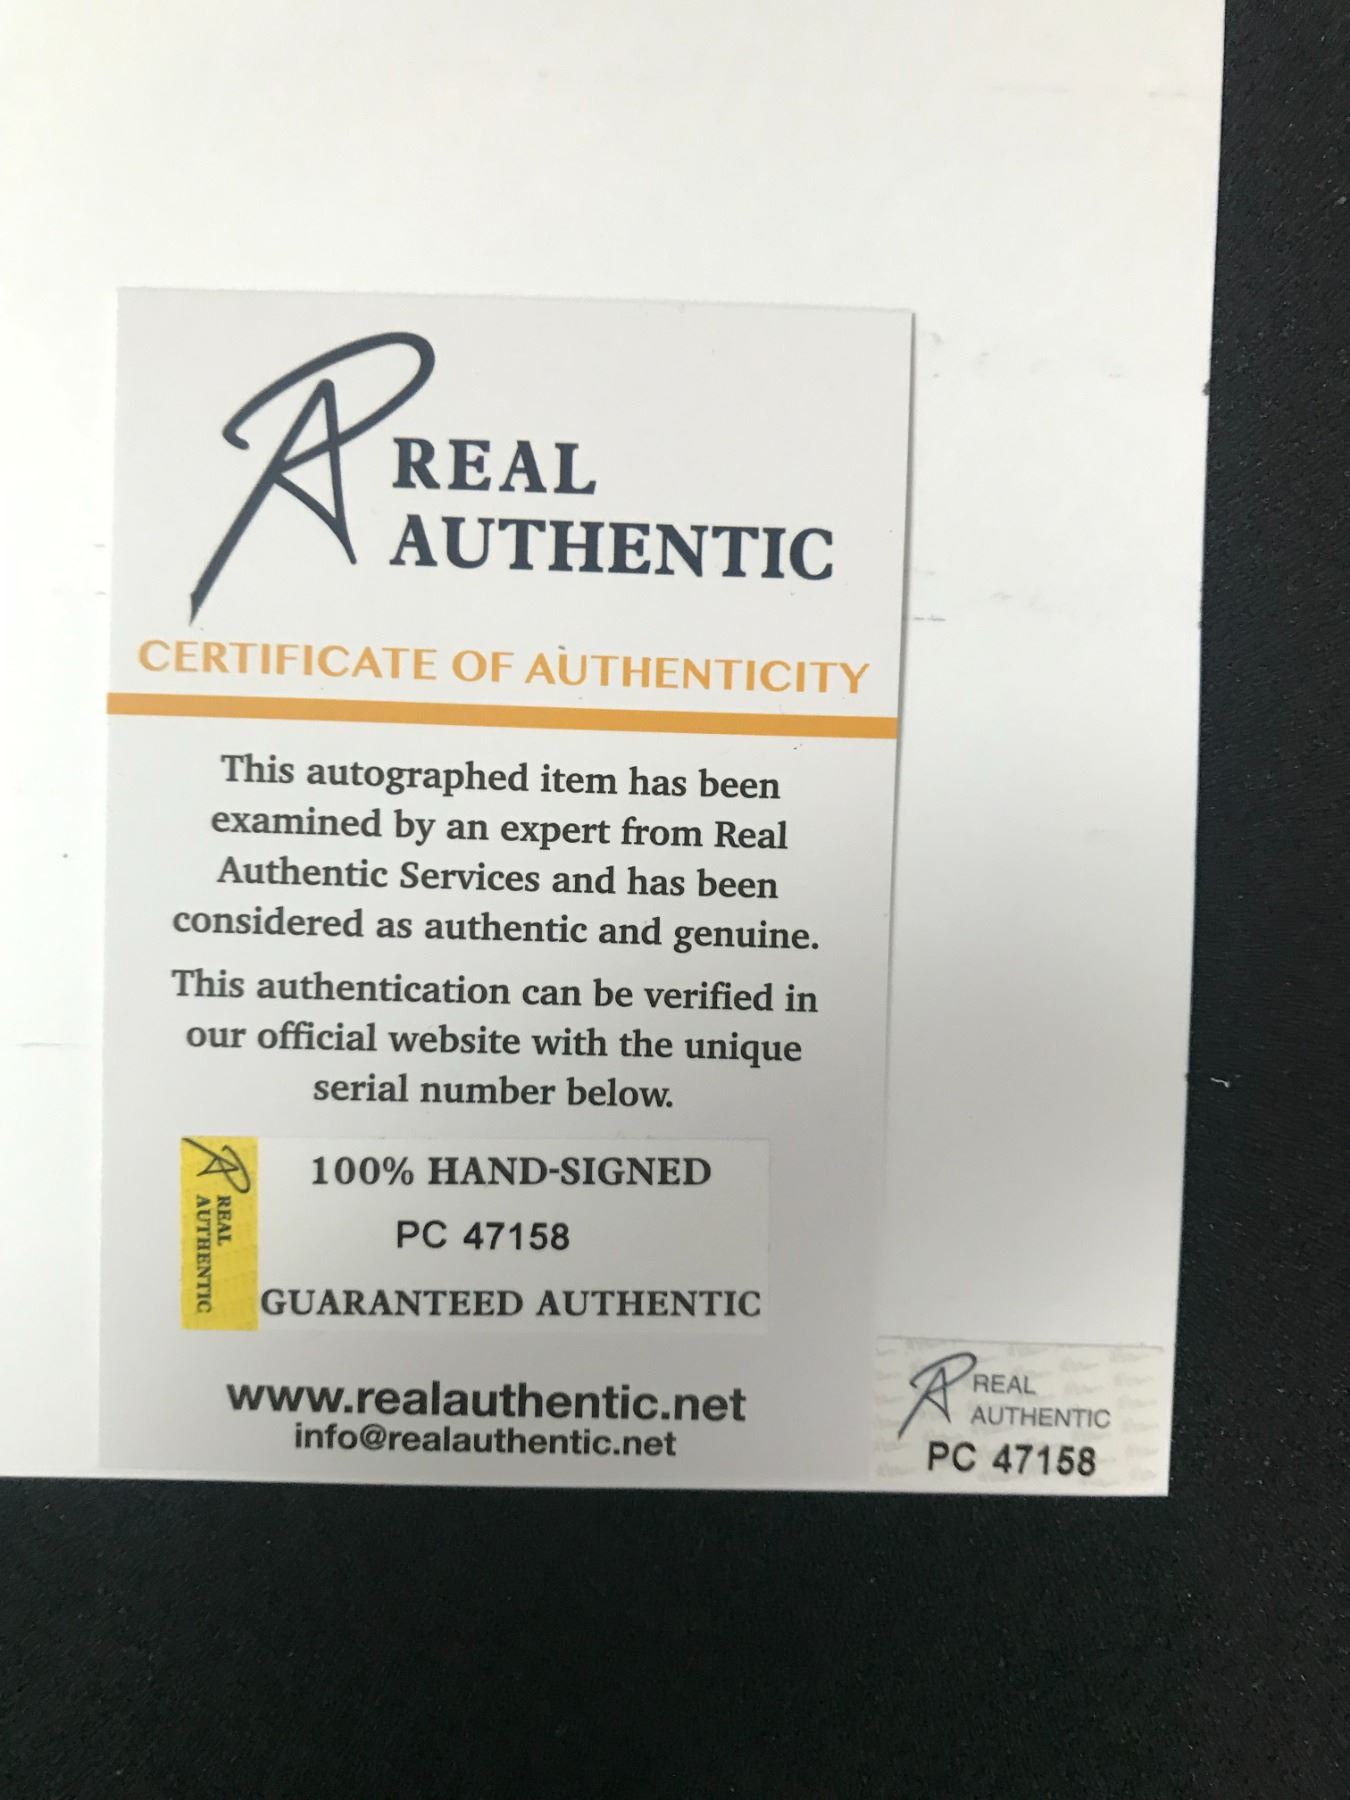 REAL
AUTHENTIC
CERTIFICATE OF AUTHENTICITY
This autographed item has been
examined by an expert from Real
Authentic Services and has been
considered as authentic and genuine.
This authentication can be verified in
our official website with the unique
serial number below.
REAL
AUTHENTIC
100% HAND-SIGNED
PC 47158
GUARANTEED AUTHENTIC
www.realauthentic.net
info@realauthentic.net
REAL
AUTHENTIC
PC 47158